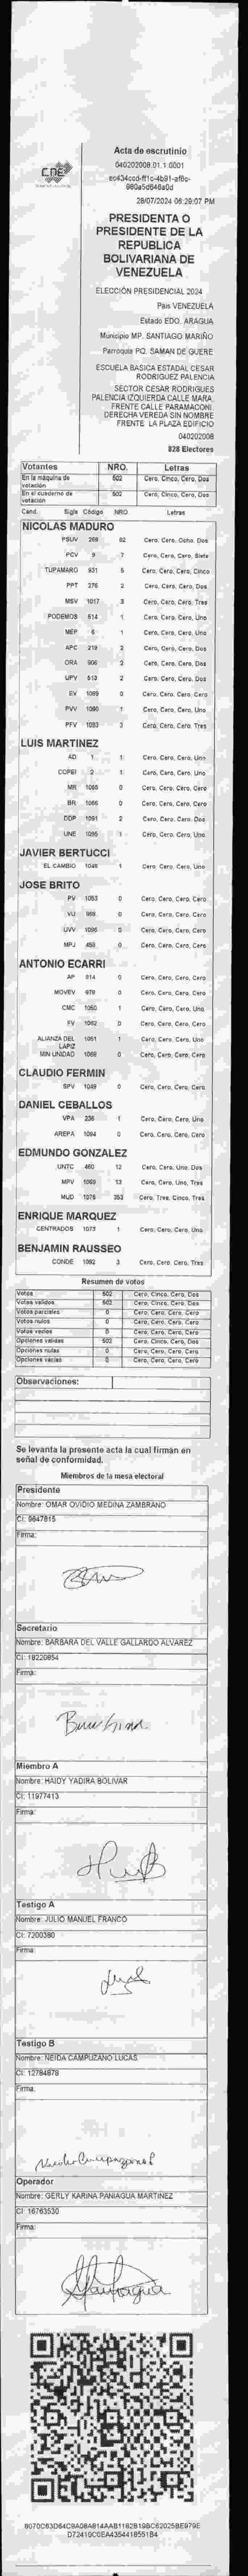 CNE
Acta de escrutinio
040202008.01.1.0001
28/07/2024 06:29:07 PM
PRESIDENTA O
PRESIDENTE DE LA
REPUBLICA
BOLIVARIANA DE
VENEZUELA
ELECCIÓN PRESIDENCIAL 2024
Pais VENEZUELA
Estado EDO. ARAGUA
Municipio MP. SANTIAGO MARIÑO
Parroquia PQ. SAMAN DE GUERE
ESCUELA BASICA ESTADAL CESAR
RODRIGUEZ PALENCIA
SECTOR CESAR RODRIGUES
PALENCIA IZQUIERDA CALLE MARA.
FRENTE CALLE PARAMACONI.
DERECHA VEREDA SIN NOMBRE
FRENTE LA PLAZA EDIFICIO
040202008
828 Electores
Votantes NRO. Letras
En la máquina de votación 502 Cero, Cinco, Cero, Dos
En el cuaderno de votación 502 Cero, Cinco, Cero, Dos
Cand. Sigla Código NRO Letras
NICOLAS MADURO
PSUV 269 82 Cero, Cero, Ocho, Dos
PCV 9 7 Cero, Cero, Cero, Siete
TUPAMARO 931 5 Cero, Cero, Cero, Cinco
PPT 276 2 Cero, Cero, Cero, Dos
MSV 1017 3 Cero, Cero, Cero, Tres
PODEMOS 514 1 Cero, Cero, Cero, Uno
MEP 6 1 Cero, Cero, Cero, Uno
APC 219 2 Cero, Cero, Cero, Dos
ORA 906 2 Cero, Cero, Cero, Dos
UPV 513 2 Cero, Cero, Cero, Dos
EV 1089 0 Cero, Cero, Cero, Cero
PVV 1090 1 Cero, Cero, Cero, Uno
PFV 1093 3 Cero, Cero, Cero, Tres
LUIS MARTINEZ
AD 1 1 Cero, Cero, Cero, Uno
COPEI 2 1 Cero, Cero, Cero, Uno
MR 1065 0 Cero, Cero, Cero, Cero
BR 1066 0 Cero, Cero, Cero, Cero
DDP 1091 2 Cero, Cero, Cero, Dos
UNE 1095 1 Cero, Cero, Cero, Uno
JAVIER BERTUCCI
EL CAMBIO 1048 1 Cero, Cero, Cero, Uno
JOSE BRITO
PV 1053 0 Cero, Cero, Cero, Cero
VU 968 0 Cero, Cero, Cero, Cero
UVV 1096 0 Cero, Cero, Cero, Cero
MPJ 458 0 Cero, Cero, Cero, Cero
ANTONIO ECARRI
AP 914 0 Cero, Cero, Cero, Cero
MOVEV 979 0 Cero, Cero, Cero, Cero
CMC 1050 1 Cero, Cero, Cero, Uno
FV 1062 0 Cero, Cero, Cero, Cero
ALIANZA DEL LAPIZ 1051 1 Cero, Cero, Cero, Uno
MIN UNIDAD 1069 0 Cero, Cero, Cero, Cero
CLAUDIO FERMIN
SPV 1049 0 Cero, Cero, Cero, Cero
DANIEL CEBALLOS
VPA 236 1 Cero, Cero, Cero, Uno
AREPA 1094 0 Cero, Cero, Cero, Cero
EDMUNDO GONZALEZ
UNTC 460 12 Cero, Cero, Uno, Dos
MPV 1069 13 Cero, Cero, Uno, Tres
MUD 1076 353 Cero, Tres, Cinco, Tres
ENRIQUE MARQUEZ
CENTRADOS 1073 1 Cero, Cero, Cero, Uno
BENJAMIN RAUSSEO
CONDE 1092 3 Cero, Cero, Cero, Tres
Resumen de votos
Votos 502 Cero, Cinco, Cero, Dos
Votos válidos 502 Cero, Cinco, Cero, Dos
Votos parciales 0 Cero, Cero, Cero, Cero
Votos nulos 0 Cero, Cero, Cero, Cero
Votos vacíos 0 Cero, Cero, Cero, Cero
Opciones válidas 502 Cero, Cinco, Cero, Dos
Opciones nulas 0 Cero, Cero, Cero, Cero
Opciones vacías 0 Cero, Cero, Cero, Cero
Observaciones:
Se levanta la presente acta la cual firman en
señal de conformidad.
Miembros de la mesa electoral
Presidente
Nombre: OMAR OVIDIO MEDINA ZAMBRANO
CI: 9647815
Firma:
Secretario
Nombre: BARBARA DEL VALLE GALLARDO ALVAREZ
CI: 18220854
Firma:
Miembro A
Nombre: HAIDY YADIRA BOLIVAR
CI: 11977413
Firma:
Testigo A
Nombre: JULIO MANUEL FRANCO
CI: 7200380
Firma:
Testigo B
Nombre: NEIDA CAMPUZANO LUCAS
CI: 12784878
Firma:
Operador
Nombre: GERLY KARINA PANIAGUA MARTINEZ
CI: 16763530
Firma: